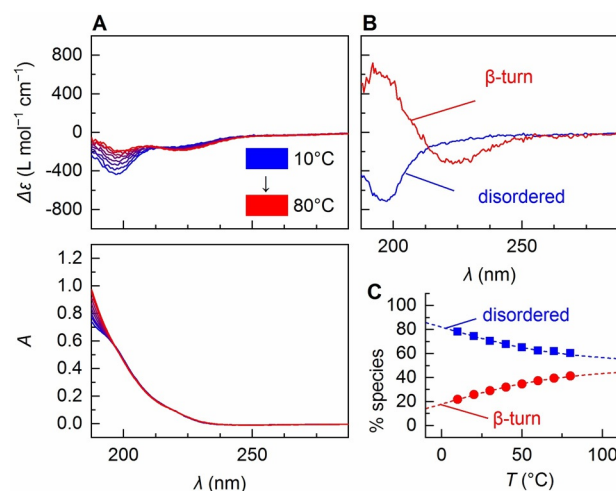 A
B
800
400
0
-400
-800
Δε (L mol⁻¹ cm⁻¹)
10°C
↓
80°C
β-turn
disordered
200
250
λ (nm)
1.2
1.0
0.8
0.6
0.4
0.2
0.0
A
200
250
λ (nm)
C
100
80
60
40
20
0
% species
disordered
β-turn
0
50
100
T (°C)